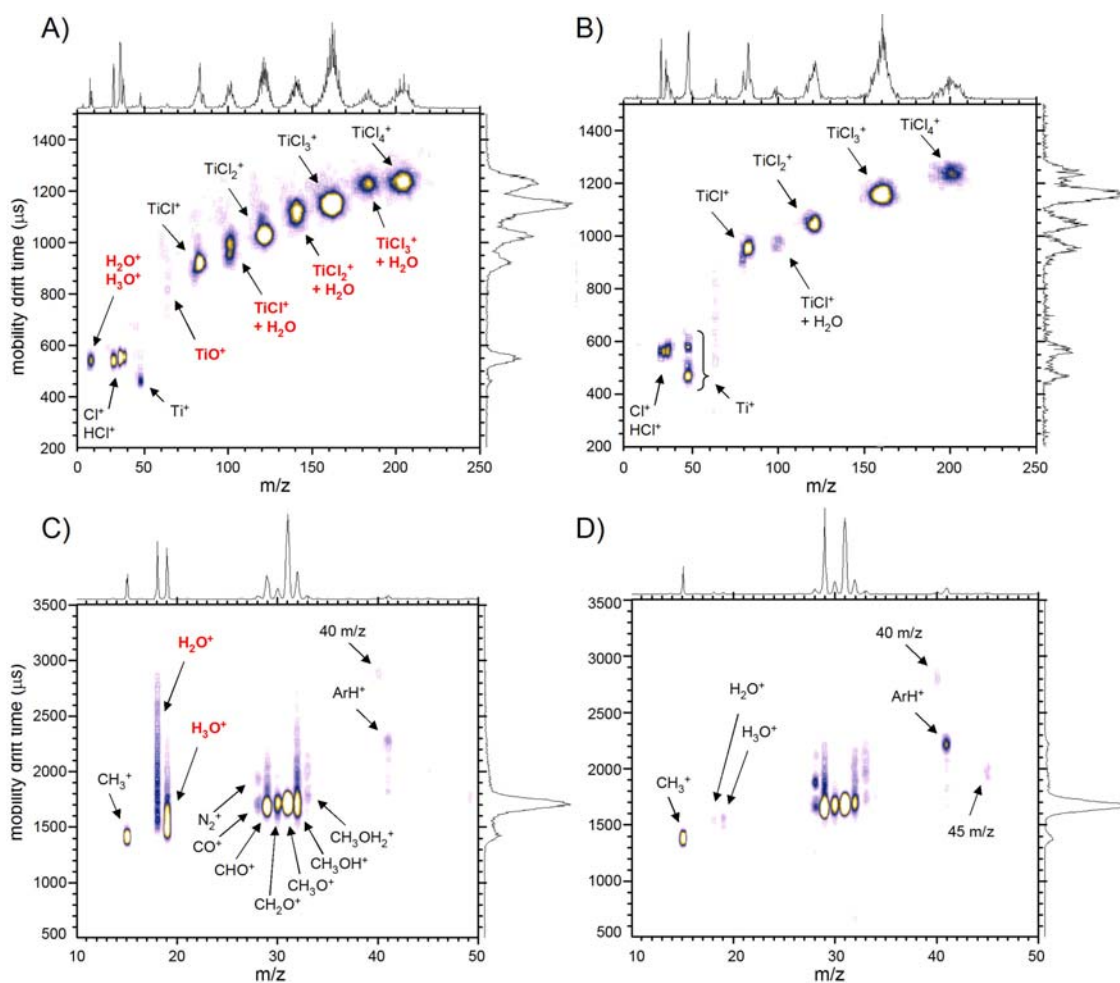 A)
B)
mobility drift time (µs)
1400
1200
1000
800
600
400
200
0
50
100
150
200
250
m/z
H₂O⁺
H₃O⁺
TiCl⁺
TiCl₂⁺
TiCl₃⁺
TiCl₄⁺
TiCl₃⁺
+ H₂O
TiCl₂⁺
+ H₂O
TiCl⁺
+ H₂O
TiO⁺
Ti⁺
Cl⁺
HCl⁺
1400
1200
1000
800
600
400
200
0
50
100
150
200
250
m/z
TiCl⁺
TiCl₂⁺
TiCl₃⁺
TiCl₄⁺
TiCl⁺
+ H₂O
Ti⁺
Cl⁺
HCl⁺
C)
D)
mobility drift time (µs)
3500
3000
2500
2000
1500
1000
500
10
20
30
40
50
m/z
H₂O⁺
H₃O⁺
40 m/z
ArH⁺
CH₃⁺
N₂⁺
CO⁺
CHO⁺
CH₂O⁺
CH₃O⁺
CH₃OH⁺
CH₃OH₂⁺
3500
3000
2500
2000
1500
1000
500
10
20
30
40
50
m/z
40 m/z
ArH⁺
H₂O⁺
H₃O⁺
CH₃⁺
45 m/z